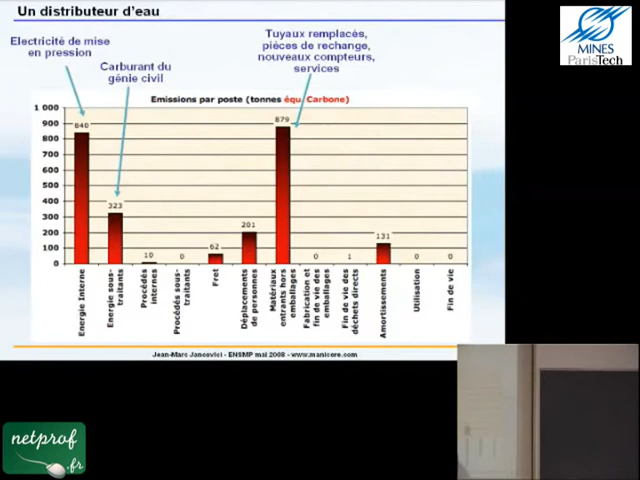 Un distributeur d'eau
Electricité de mise
en pression
Carburant du
génie civil
Tuyaux remplacés,
pièces de rechange,
nouveaux compteurs,
services
MINES
ParisTech
Emissions par poste (tonnes équ. Carbone)
1 000
900
800
700
600
500
400
300
200
100
0
840
323
10
0
62
201
879
0
1
131
0
0
Energie Interne
Energie sous-
traitants
Procédés
internes
Procédés sous-
traitants
Fret
Déplacements
de personnes
Matériaux
entrants hors
emballages
Fabrication et
fin de vie des
emballages
Fin de vie des
déchets directs
Amortissements
Utilisation
Fin de vie
Jean-Marc Jancovici - ENSMP mai 2008 - www.manicore.com
netprof
.fr